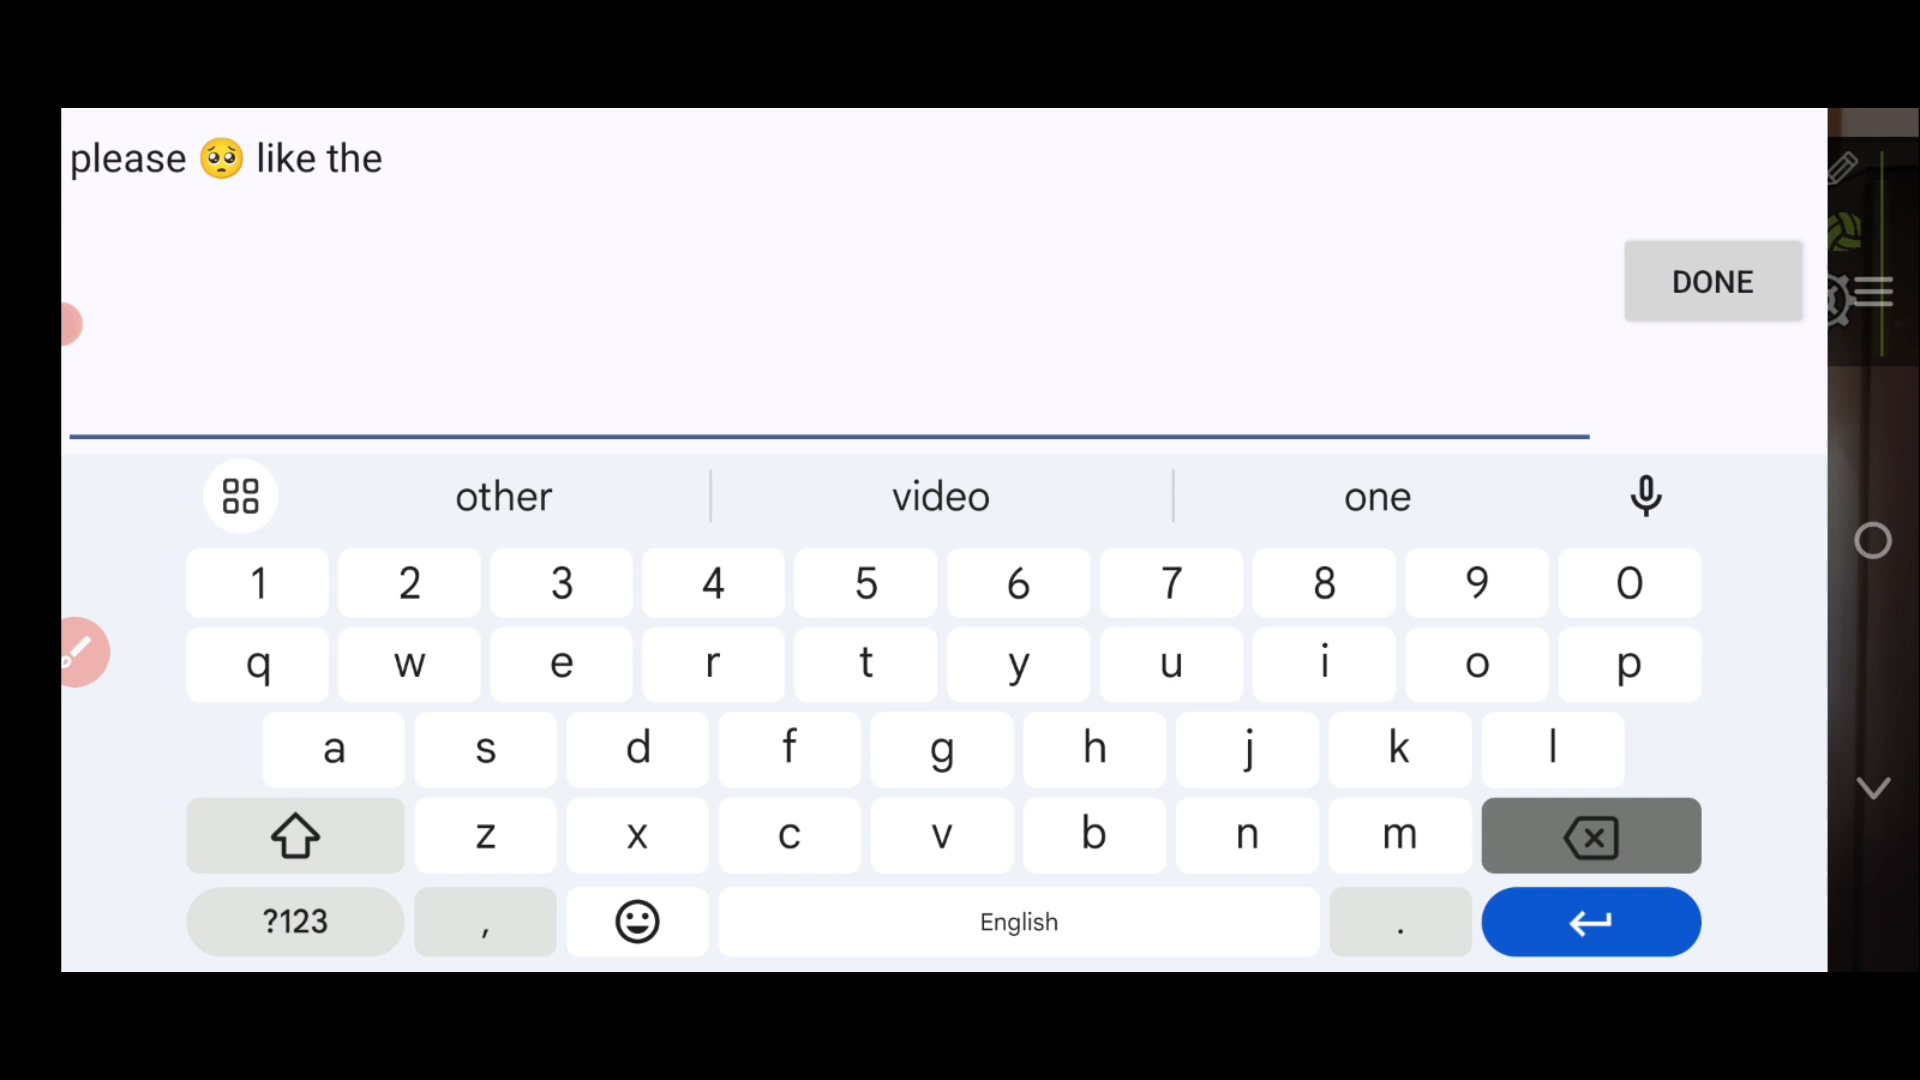 please 🥺 like the
DONE
other video one
1 2 3 4 5 6 7 8 9 0
q w e r t y u i o p
a s d f g h j k l
z x c v b n m
?123 , English .